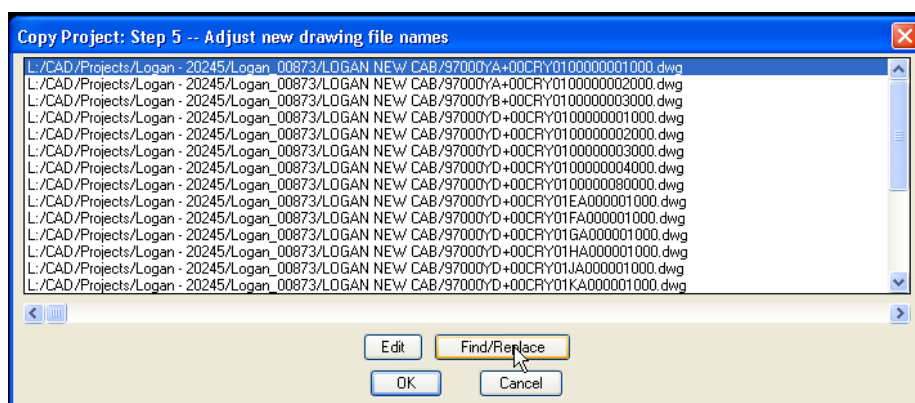 Copy Project: Step 5 -- Adjust new drawing file names
L:/CAD/Projects/Logan - 20245/Logan_00873/LOGAN NEW CAB/97000YA+00CRY0100000001000.dwg
L:/CAD/Projects/Logan - 20245/Logan_00873/LOGAN NEW CAB/97000YA+00CRY0100000002000.dwg
L:/CAD/Projects/Logan - 20245/Logan_00873/LOGAN NEW CAB/97000YB+00CRY0100000003000.dwg
L:/CAD/Projects/Logan - 20245/Logan_00873/LOGAN NEW CAB/97000YD+00CRY0100000001000.dwg
L:/CAD/Projects/Logan - 20245/Logan_00873/LOGAN NEW CAB/97000YD+00CRY0100000002000.dwg
L:/CAD/Projects/Logan - 20245/Logan_00873/LOGAN NEW CAB/97000YD+00CRY0100000003000.dwg
L:/CAD/Projects/Logan - 20245/Logan_00873/LOGAN NEW CAB/97000YD+00CRY0100000004000.dwg
L:/CAD/Projects/Logan - 20245/Logan_00873/LOGAN NEW CAB/97000YD+00CRY0100000080000.dwg
L:/CAD/Projects/Logan - 20245/Logan_00873/LOGAN NEW CAB/97000YD+00CRY01EA000001000.dwg
L:/CAD/Projects/Logan - 20245/Logan_00873/LOGAN NEW CAB/97000YD+00CRY01FA000001000.dwg
L:/CAD/Projects/Logan - 20245/Logan_00873/LOGAN NEW CAB/97000YD+00CRY01GA000001000.dwg
L:/CAD/Projects/Logan - 20245/Logan_00873/LOGAN NEW CAB/97000YD+00CRY01HA000001000.dwg
L:/CAD/Projects/Logan - 20245/Logan_00873/LOGAN NEW CAB/97000YD+00CRY01JA000001000.dwg
L:/CAD/Projects/Logan - 20245/Logan_00873/LOGAN NEW CAB/97000YD+00CRY01KA000001000.dwg
Edit Find/Replace
OK Cancel